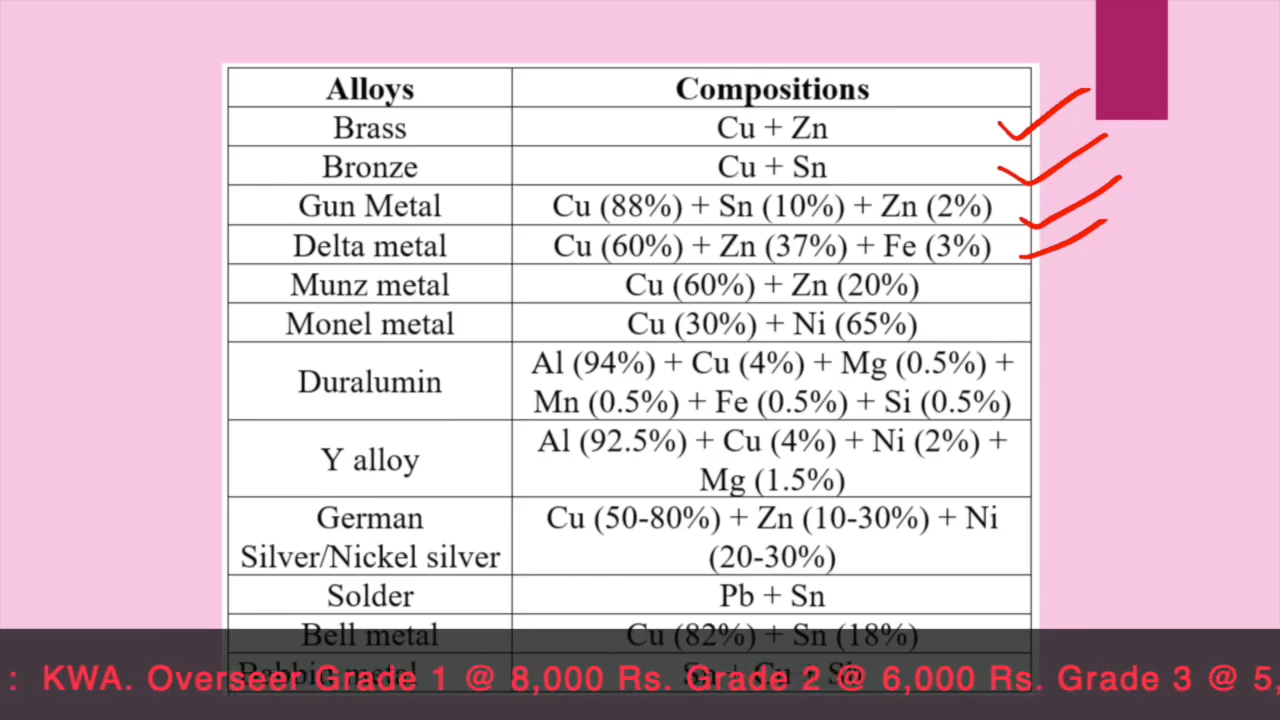 Alloys Compositions
Brass Cu + Zn
Bronze Cu + Sn
Gun Metal Cu (88%) + Sn (10%) + Zn (2%)
Delta metal Cu (60%) + Zn (37%) + Fe (3%)
Munz metal Cu (60%) + Zn (20%)
Monel metal Cu (30%) + Ni (65%)
Duralumin Al (94%) + Cu (4%) + Mg (0.5%) +
Mn (0.5%) + Fe (0.5%) + Si (0.5%)
Y alloy Al (92.5%) + Cu (4%) + Ni (2%) +
Mg (1.5%)
German Cu (50-80%) + Zn (10-30%) + Ni
Silver/Nickel silver (20-30%)
Solder Pb + Sn
Bell metal Cu (82%) + Sn (18%)
: KWA. Overseer Grade 1 @ 8,000 Rs. Grade 2 @ 6,000 Rs. Grade 3 @ 5,